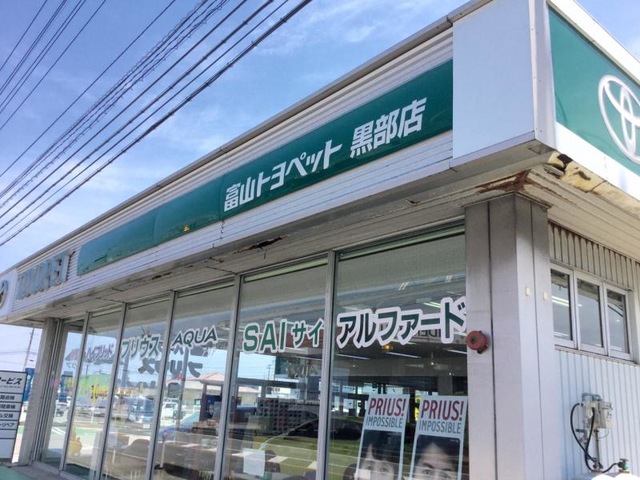 富山トヨペット 黒部店
プリウス
AQUA
SAI サイ
アルファード
PRIUS!
IMPOSSIBLE
PRIUS!
IMPOSSIBLE